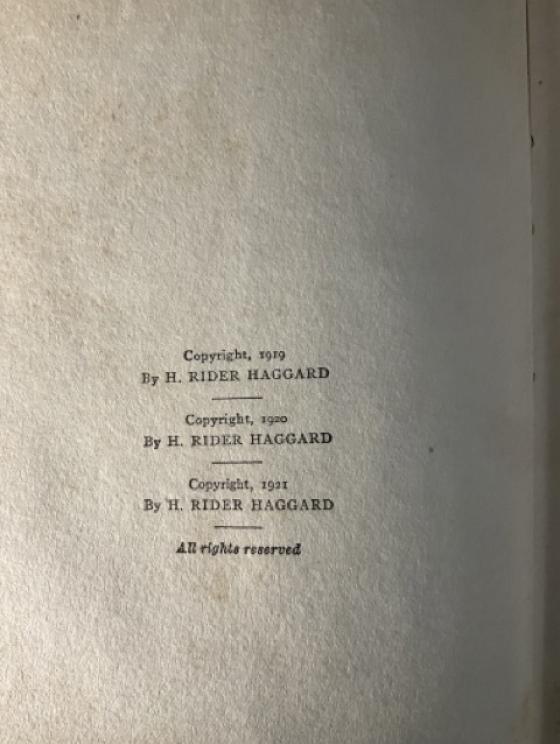 Copyright, 1919
By H. RIDER HAGGARD
Copyright, 1920
By H. RIDER HAGGARD
Copyright, 1921
By H. RIDER HAGGARD
All rights reserved